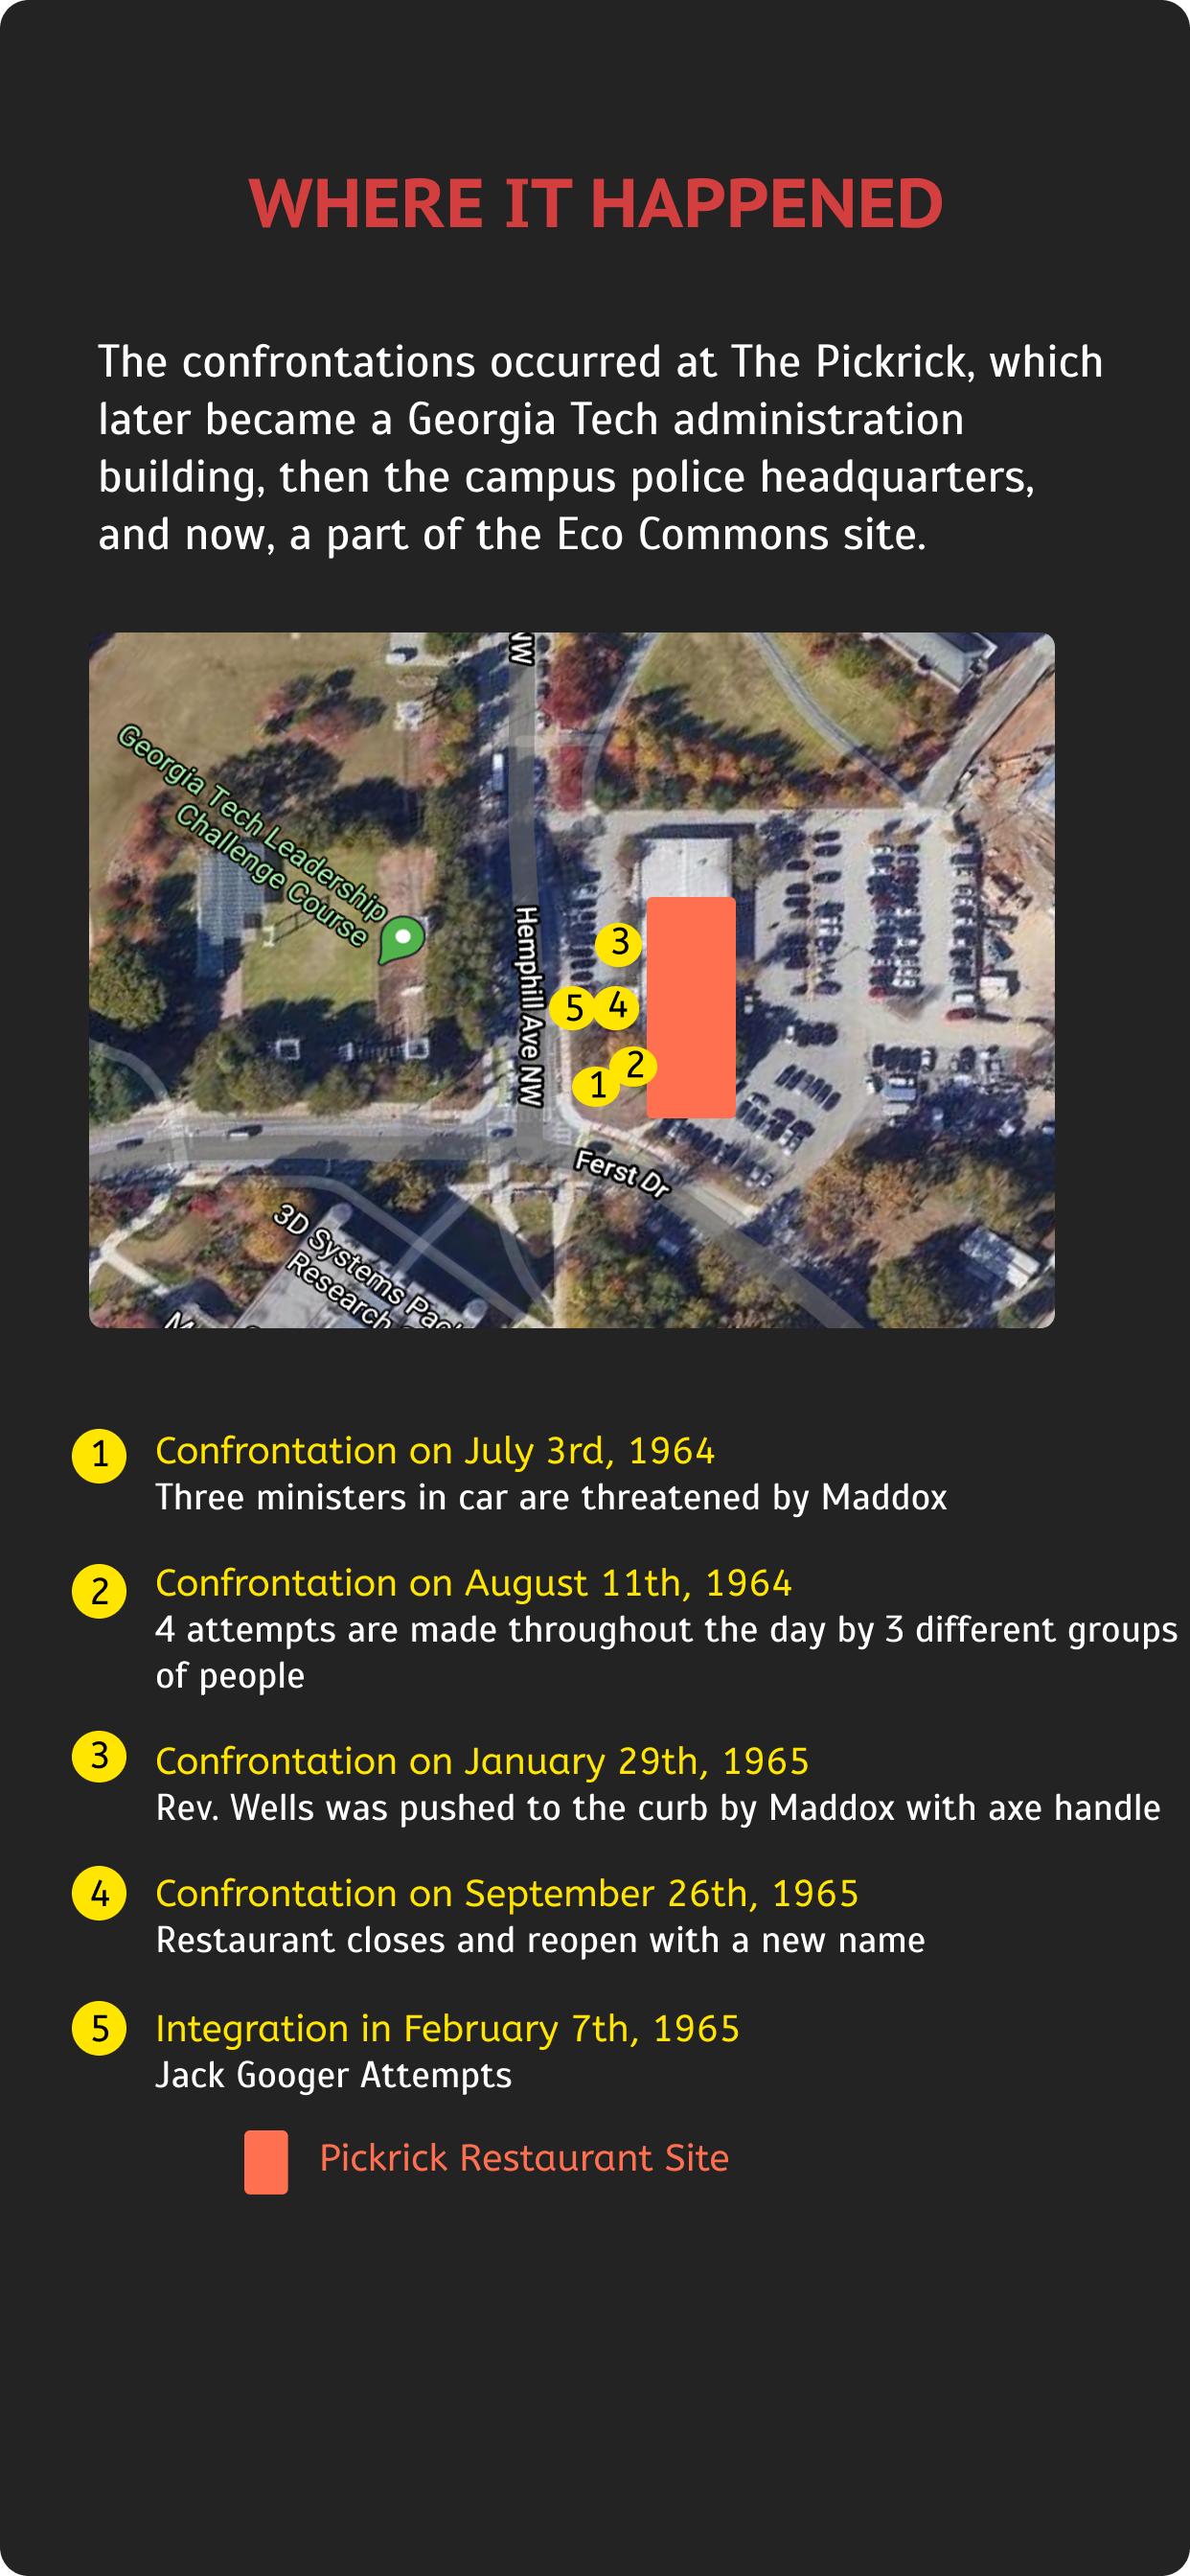 WHERE IT HAPPENED
The confrontations occurred at The Pickrick, which
later became a Georgia Tech administration
building, then the campus police headquarters,
and now, a part of the Eco Commons site.
NW
Georgia Tech Leadership
Challenge Course
Hemphill Ave NW
3
5 4
2
1
Ferst Dr
3D Systems
Research
1 Confrontation on July 3rd, 1964
Three ministers in car are threatened by Maddox
2 Confrontation on August 11th, 1964
4 attempts are made throughout the day by 3 different groups
of people
3 Confrontation on January 29th, 1965
Rev. Wells was pushed to the curb by Maddox with axe handle
4 Confrontation on September 26th, 1965
Restaurant closes and reopen with a new name
5 Integration in February 7th, 1965
Jack Googer Attempts
Pickrick Restaurant Site